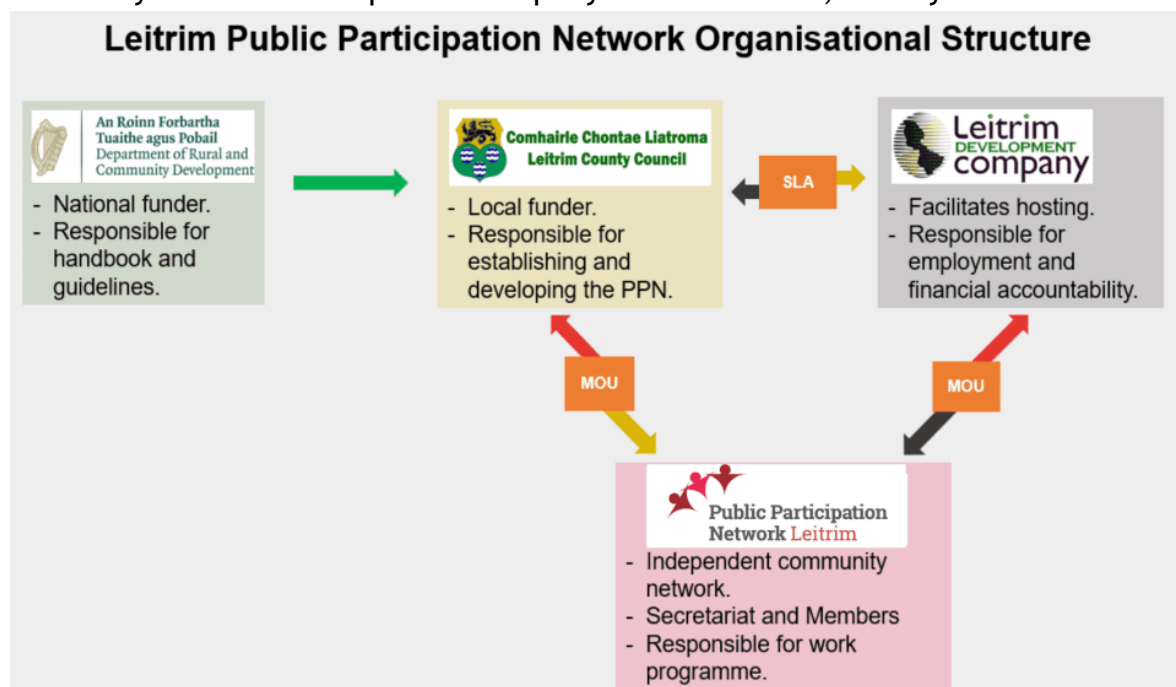 Leitrim Public Participation Network Organisational Structure
An Roinn Forbartha
Tuaithe agus Pobail
Department of Rural and
Community Development
- National funder.
- Responsible for
handbook and
guidelines.
Comhairle Chontae Liatroma
Leitrim County Council
- Local funder.
- Responsible for
establishing and
developing the PPN.
SLA
Leitrim
DEVELOPMENT
company
- Facilitates hosting.
- Responsible for
employment and
financial accountability.
MOU
MOU
Public Participation
Network Leitrim
- Independent community
network.
- Secretariat and Members
- Responsible for work
programme.